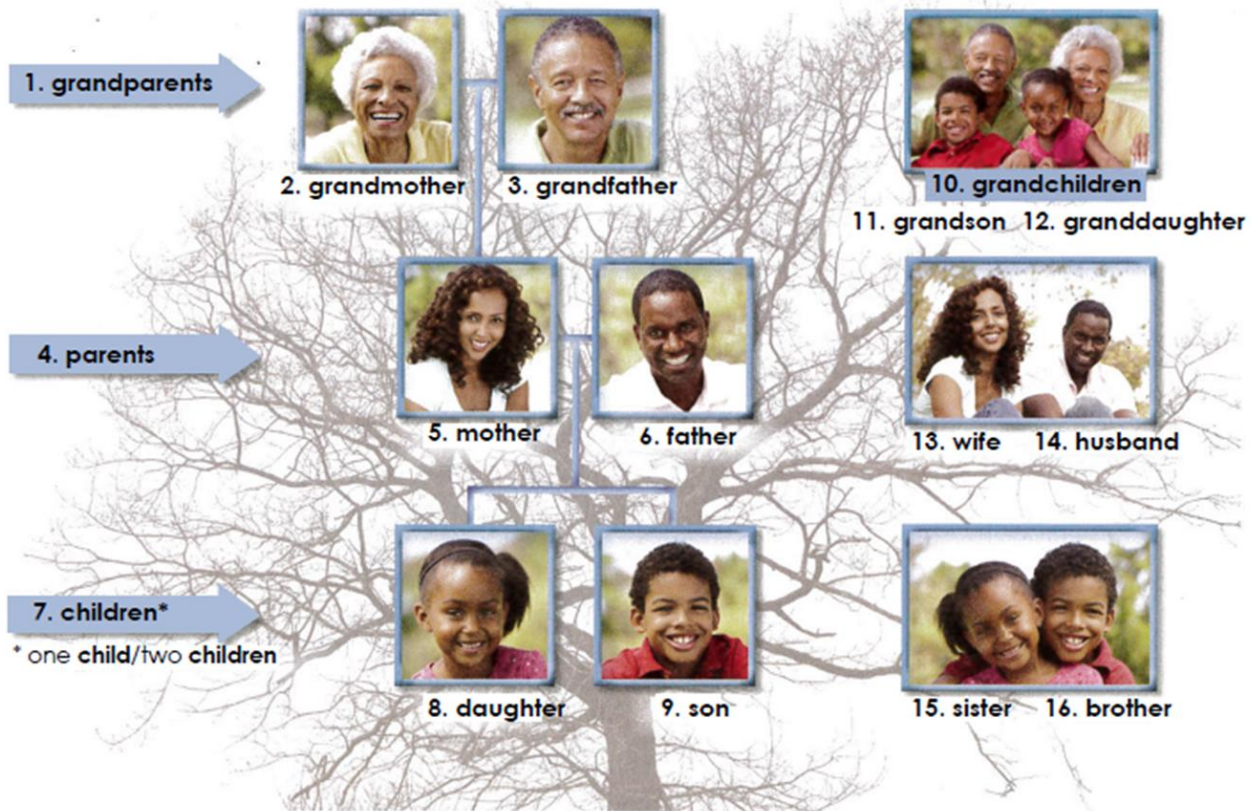 1. grandparents
2. grandmother
3. grandfather
10. grandchildren
11. grandson 12. granddaughter
4. parents
5. mother
6. father
13. wife
14. husband
7. children*
* one child/two children
8. daughter
9. son
15. sister
16. brother